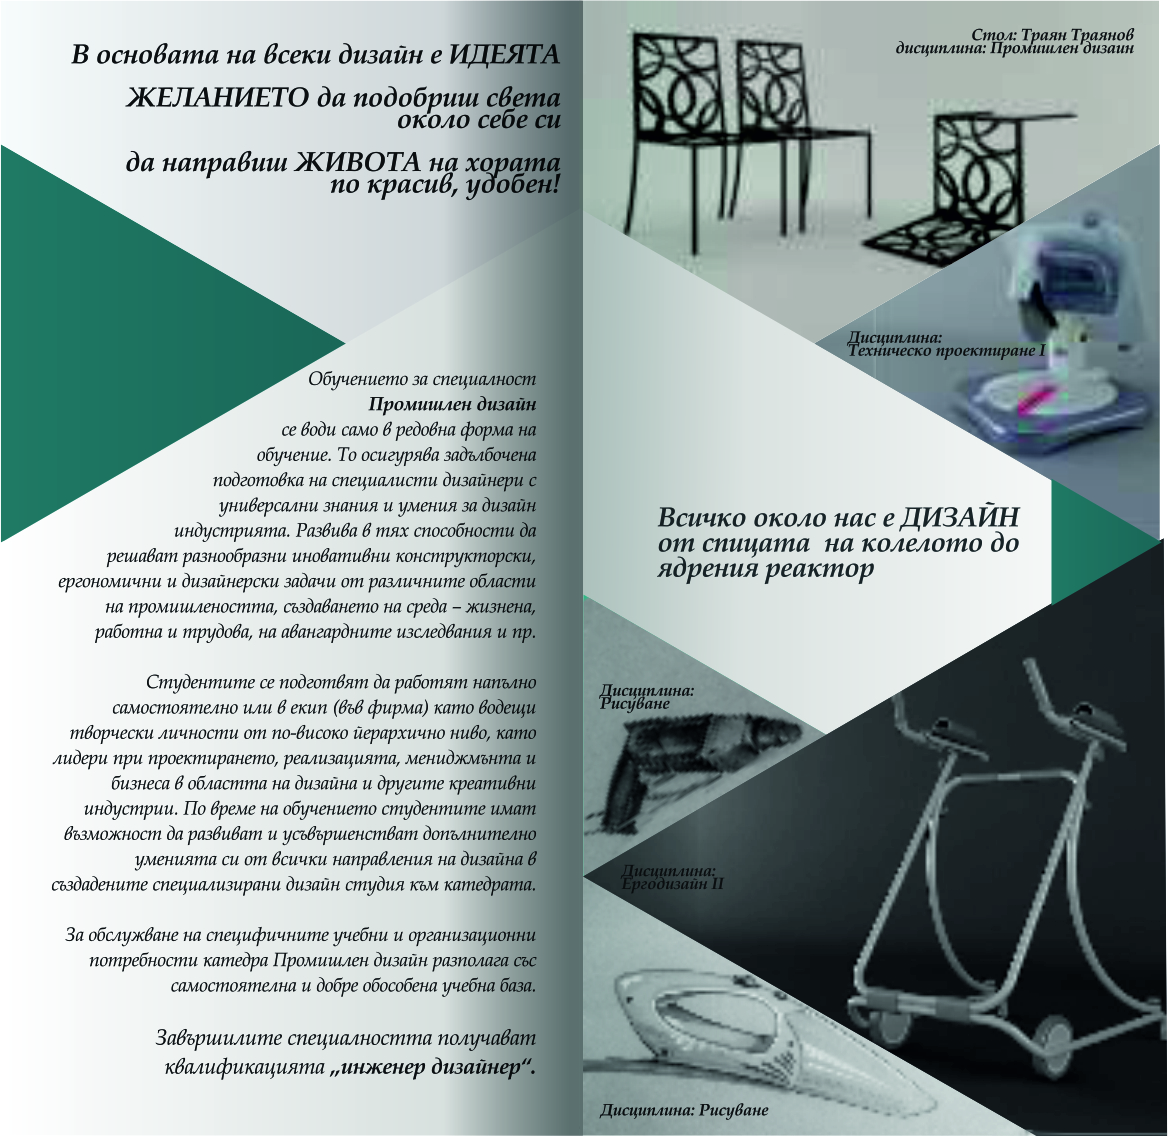 В основата на всеки дизайн е ИДЕЯТА
ЖЕЛАНИЕТО да подобриш света
около себе си
да направиш ЖИВОТА на хората
по красив, удобен!
Обучението за специалност
Промишлен дизайн
се води само в редовна форма на
обучение. То осигурява задълбочена
подготовка на специалисти дизайнери с
универсални знания и умения за дизайн
индустрията. Развива в тях способности да
решават разнообразни иновативни конструкторски,
ергономични и дизайнерски задачи от различните области
на промишлеността, създаването на среда – жизнена,
работна и трудова, на авангардните изследвания и пр.
Студентите се подготвят да работят напълно
самостоятелно или в екип (във фирма) като водещи
творчески личности от по-високо йерархично ниво, като
лидери при проектирането, реализацията, мениджмънта и
бизнеса в областта на дизайна и другите креативни
индустрии. По време на обучението студентите имат
възможност да развиват и усъвършенстват допълнително
уменията си от всички направления на дизайна в
създадените специализирани дизайн студия към катедрата.
За обслужване на специфичните учебни и организационни
потребности катедра Промишлен дизайн разполага със
самостоятелна и добре обособена учебна база.
Завършилите специалността получават
квалификацията „инженер дизайнер“.
Стол: Траян Траянов
дисциплина: Промишлен дизаин
Дисциплина:
Техническо проектиране I
Всичко около нас е ДИЗАЙН
от спицата на колелото до
ядрения реактор
Дисциплина:
Рисуване
Дисциплина:
Ергодизайн II
Дисциплина: Рисуване